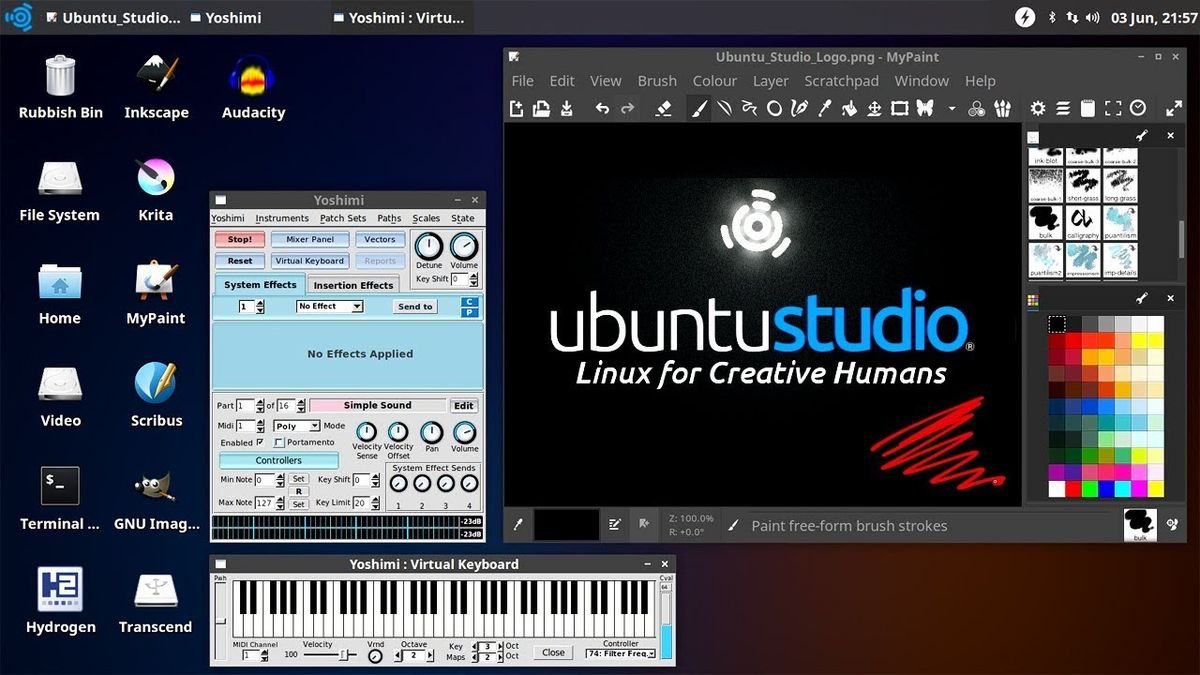 Ubuntu_Studio...
Yoshimi
Yoshimi : Virtu...
03 Jun, 21:57
Rubbish Bin
Inkscape
Audacity
File System
Krita
Home
MyPaint
Video
Scribus
$_
Terminal ...
GNU Imag...
H2
Hydrogen
Transcend
Yoshimi
Yoshimi Instruments Patch Sets Paths Scales State
Stop! Mixer Panel Vectors
Reset Virtual Keyboard Reports
Detune Volume
Key Shift 0
System Effects Insertion Effects
1 No Effect Send to C
P
No Effects Applied
Part 1 of 16 Simple Sound Edit
Midi 1 Poly Mode
Enabled Portamento
Velocity Sense Velocity Offset Pan Volume
Controllers
System Effect Sends
Min Note 0 Set Key Shift 0
R
Max Note 127 Set Key Limit 20
1 2 3 4
-23dB
-23dB
Ubuntu_Studio_Logo.png - MyPaint
File Edit View Brush Colour Layer Scratchpad Window Help
ubuntustudio®
Linux for Creative Humans
ink-blot coarse-bulk-3 coarse-bulk-2
coarse-bulk-1 short-grass long-grass
bulk calligraphy puantilism
puantilism2 impressionism imp-details
Z: 100.0%
R: +0.0°
Paint free-form brush strokes
bulk
Yoshimi : Virtual Keyboard
Pwh
Cval
64
MIDI Channel
1
Velocity
100
Vrnd
Octave
2
Key 3 Oct
Maps 2 Oct
Close
Controller
74: Filter Freq.